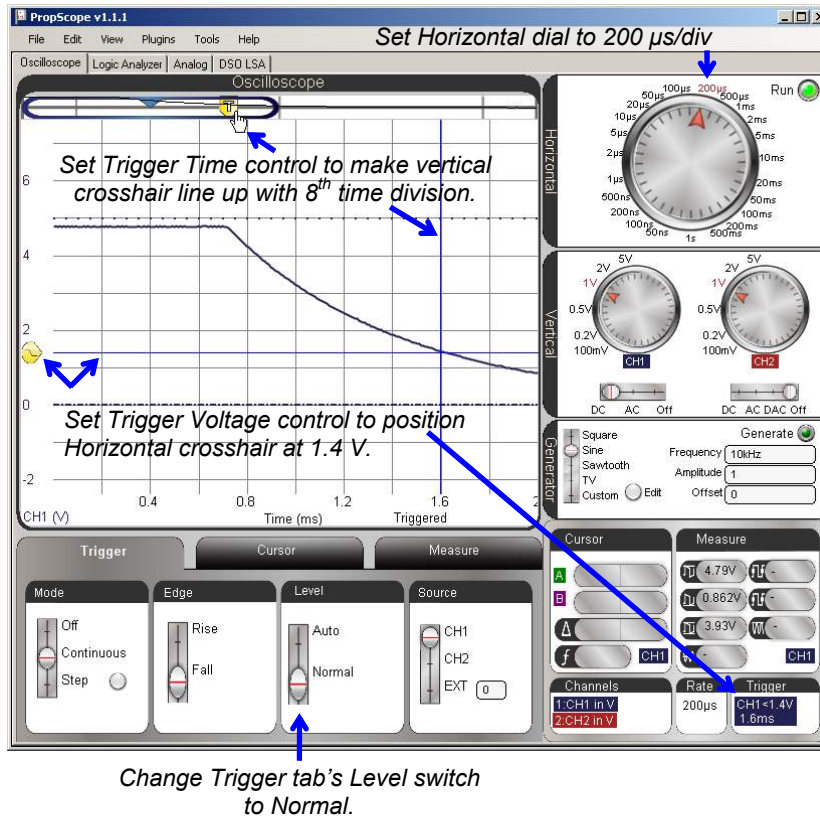 PropScope v1.1.1
File Edit View Plugins Tools Help
Set Horizontal dial to 200 µs/div
Oscilloscope Logic Analyzer Analog DSO LSA
Oscilloscope
T
Set Trigger Time control to make vertical
crosshair line up with 8th time division.
6
4
2
0
-2
Set Trigger Voltage control to position
Horizontal crosshair at 1.4 V.
0.4 0.8 1.2 1.6 2
CH1 (V) Time (ms) Triggered
Horizontal
Run
50ns 100ns 200ns 500ns 1µs 2µs 5µs 10µs 20µs 50µs 100µs 200µs 500µs 1ms 2ms 5ms 10ms 20ms 50ms 100ms 200ms 500ms 1s
Vertical
100mV 0.2V 0.5V 1V 2V 5V
CH1
DC AC Off
100mV 0.2V 0.5V 1V 2V 5V
CH2
DC AC DAC Off
Generator
Square
Sine
Sawtooth
TV
Custom Edit
Generate
Frequency 10kHz
Amplitude 1
Offset 0
Trigger Cursor Measure
Mode
Off
Continuous
Step
Edge
Rise
Fall
Level
Auto
Normal
Source
CH1
CH2
EXT 0
Cursor
A
B
Δ
f CH1
Measure
4.79V -
0.862V -
3.93V -
- CH1
Channels
1:CH1 in V
2:CH2 in V
Rate
200µs
Trigger
CH1<1.4V
1.6ms
Change Trigger tab's Level switch
to Normal.